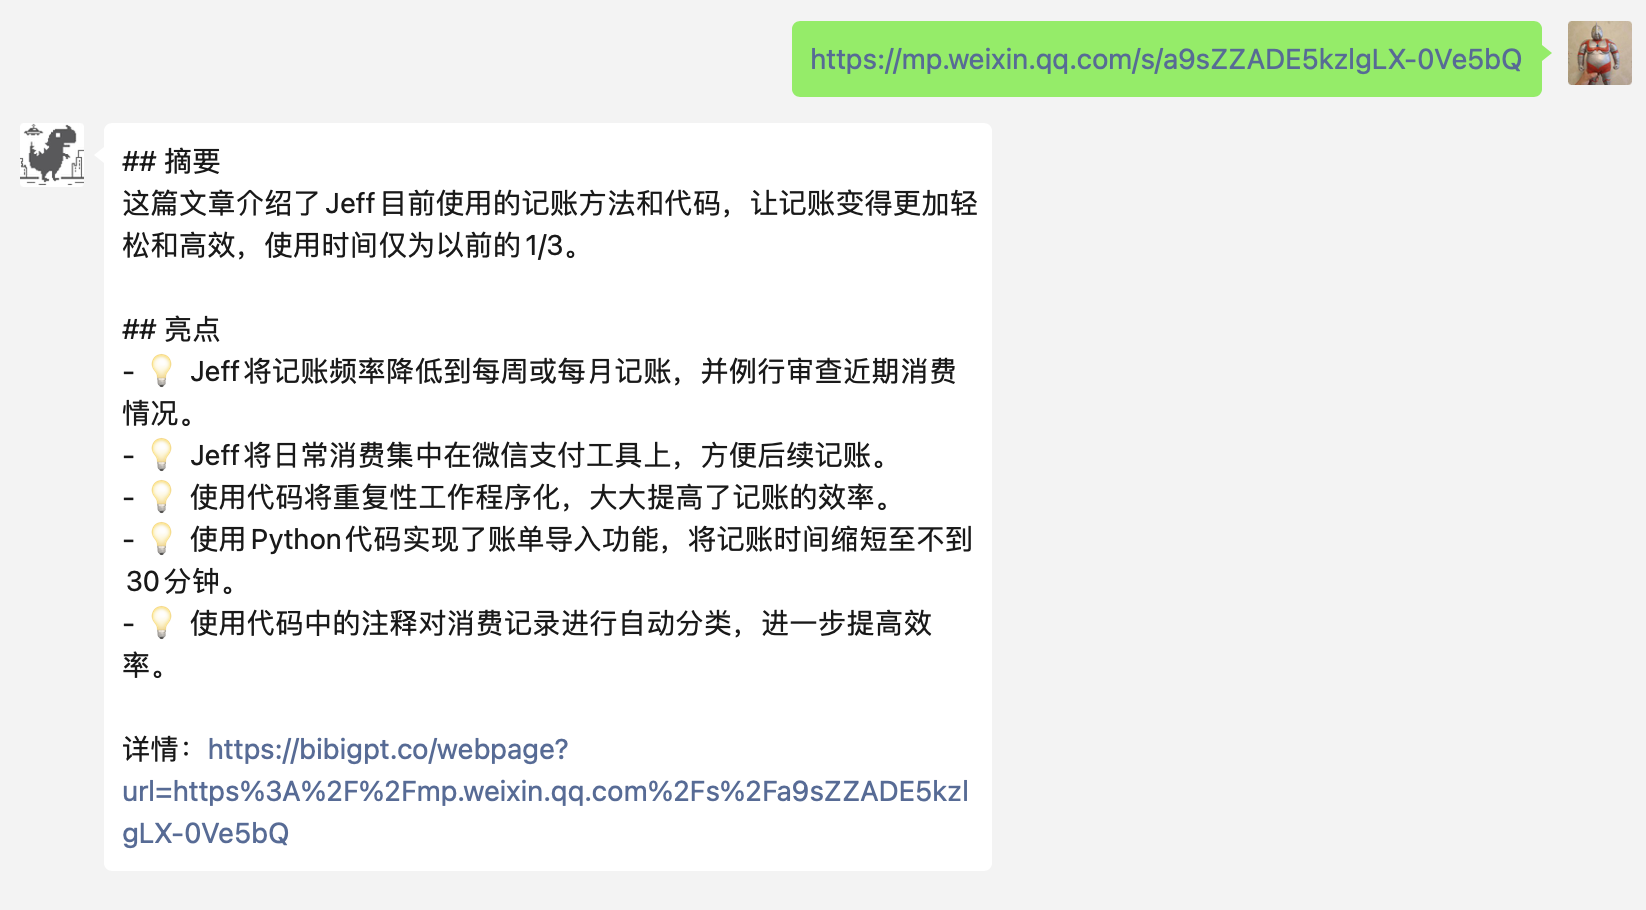 https://mp.weixin.qq.com/s/a9sZZADE5kzlgLX-0Ve5bQ
## 摘要
这篇文章介绍了Jeff目前使用的记账方法和代码，让记账变得更加轻
松和高效，使用时间仅为以前的1/3。
## 亮点
- 💡 Jeff将记账频率降低到每周或每月记账，并例行审查近期消费
情况。
- 💡 Jeff将日常消费集中在微信支付工具上，方便后续记账。
- 💡 使用代码将重复性工作程序化，大大提高了记账的效率。
- 💡 使用Python代码实现了账单导入功能，将记账时间缩短至不到
30分钟。
- 💡 使用代码中的注释对消费记录进行自动分类，进一步提高效
率。
详情：https://bibigpt.co/webpage?
url=https%3A%2F%2Fmp.weixin.qq.com%2Fs%2Fa9sZZADE5kzl
gLX-0Ve5bQ